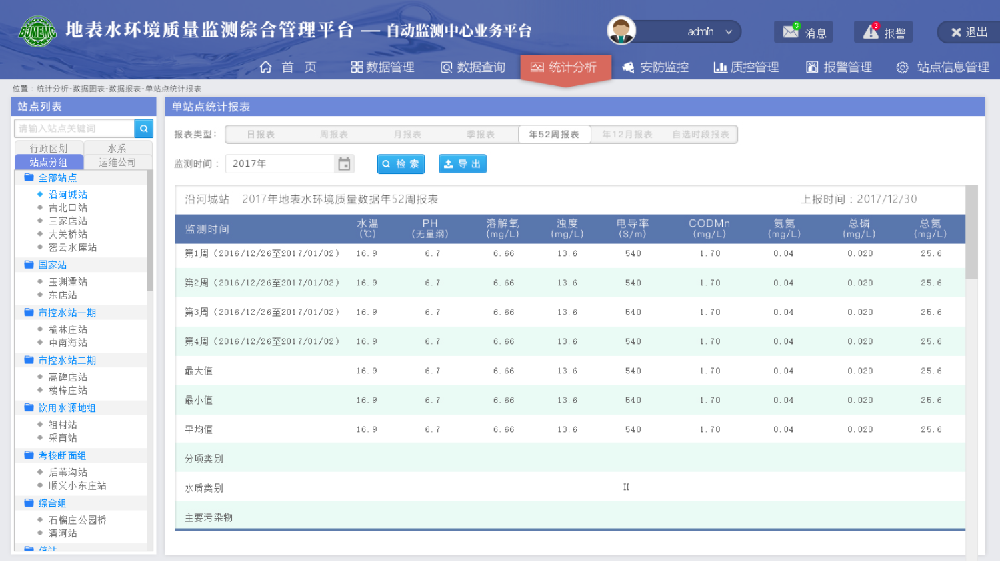 BJMEMC 地表水环境质量监测综合管理平台 — 自动监测中心业务平台
admin 3 消息 3 报警 退出
首 页 数据管理 数据查询 统计分析 安防监控 质控管理 报警管理 站点信息管理
位置：统计分析-数据图表-数据报表-单站点统计报表
站点列表
请输入站点关键词
行政区划 水系
站点分组 运维公司
全部站点
沿河城站
古北口站
三家店站
大关桥站
密云水库站
国家站
玉渊潭站
东店站
市控水站一期
榆林庄站
中南海站
市控水站二期
高碑店站
楼梓庄站
饮用水源地组
祖村站
采育站
考核断面组
后苇沟站
顺义小东庄站
综合组
石榴庄公园桥
清河站
单站点统计报表
报表类型： 日报表 周报表 月报表 季报表 年52周报表 年12月报表 自选时段报表
监测时间： 2017年 检索 导出
沿河城站 2017年地表水环境质量数据年52周报表 上报时间：2017/12/30
监测时间 水温 PH 溶解氧 浊度 电导率 CODMn 氨氮 总磷 总氮
(℃) (无量纲) (mg/L) (mg/L) (S/m) (mg/L) (mg/L) (mg/L) (mg/L)
第1周（2016/12/26至2017/01/02） 16.9 6.7 6.66 13.6 540 1.70 0.04 0.020 25.6
第2周（2016/12/26至2017/01/02） 16.9 6.7 6.66 13.6 540 1.70 0.04 0.020 25.6
第3周（2016/12/26至2017/01/02） 16.9 6.7 6.66 13.6 540 1.70 0.04 0.020 25.6
第4周（2016/12/26至2017/01/02） 16.9 6.7 6.66 13.6 540 1.70 0.04 0.020 25.6
最大值 16.9 6.7 6.66 13.6 540 1.70 0.04 0.020 25.6
最小值 16.9 6.7 6.66 13.6 540 1.70 0.04 0.020 25.6
平均值 16.9 6.7 6.66 13.6 540 1.70 0.04 0.020 25.6
分项类别
水质类别 II
主要污染物